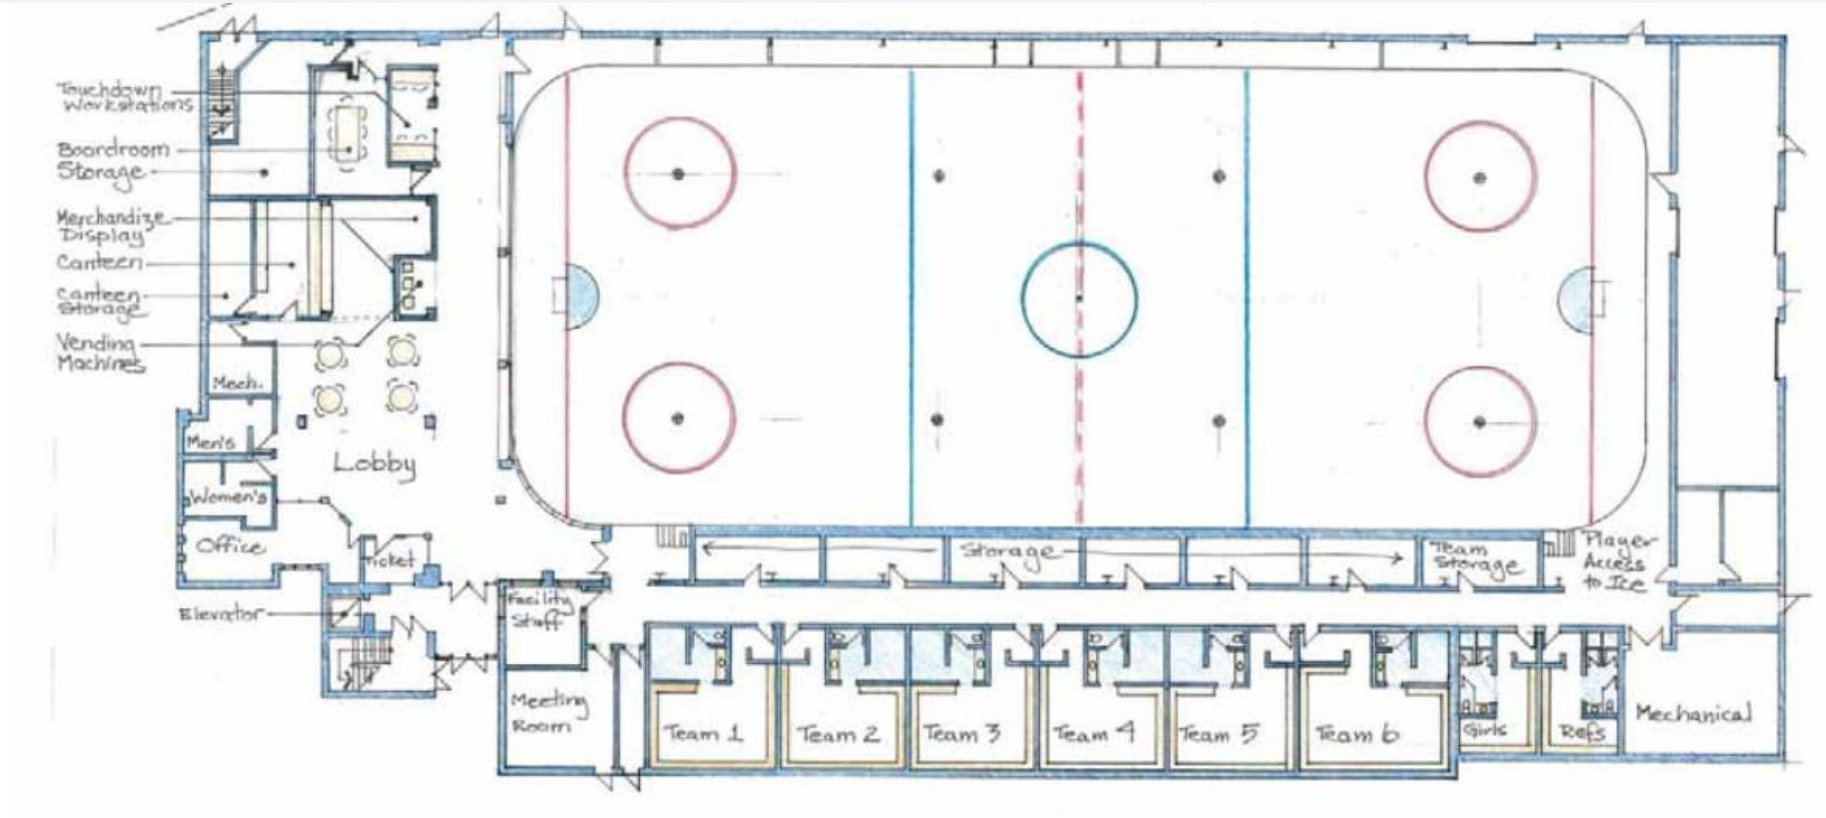 Touchdown
Workstations
Boardroom
Storage
Merchandize
Display
Canteen
Canteen
Storage
Vending
Machines
Mech.
Men's
Women's
Office
Lobby
Ticket
Elevator
Facility
Staff
Meeting
Room
Storage
Team
Storage
Player
Access
to Ice
Team 1
Team 2
Team 3
Team 4
Team 5
Team 6
Girls
Refs
Mechanical